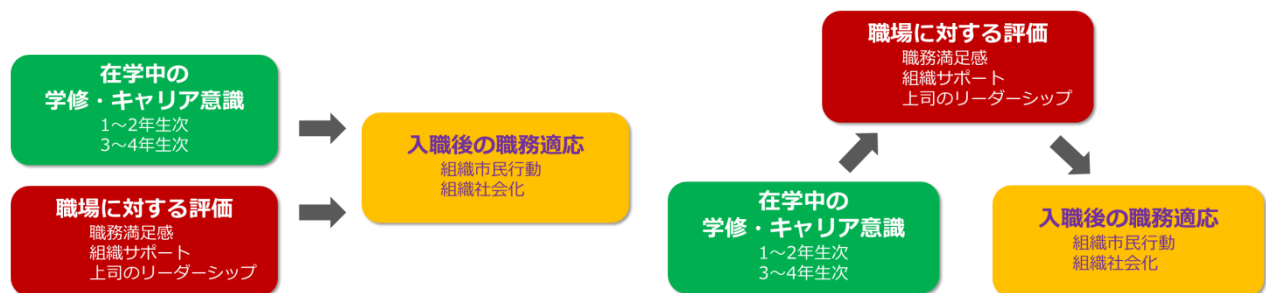 在学中の
学修・キャリア意識
1～2年生次
3～4年生次
職場に対する評価
職務満足感
組織サポート
上司のリーダーシップ
入職後の職務適応
組織市民行動
組織社会化
職場に対する評価
職務満足感
組織サポート
上司のリーダーシップ
在学中の
学修・キャリア意識
1～2年生次
3～4年生次
入職後の職務適応
組織市民行動
組織社会化